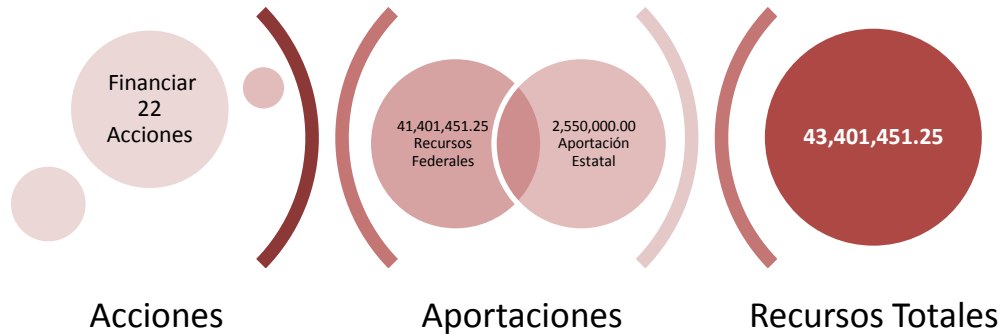 Financiar
22
Acciones
41,401,451.25
Recursos
Federales
2,550,000.00
Aportación
Estatal
43,401,451.25
Acciones
Aportaciones
Recursos Totales